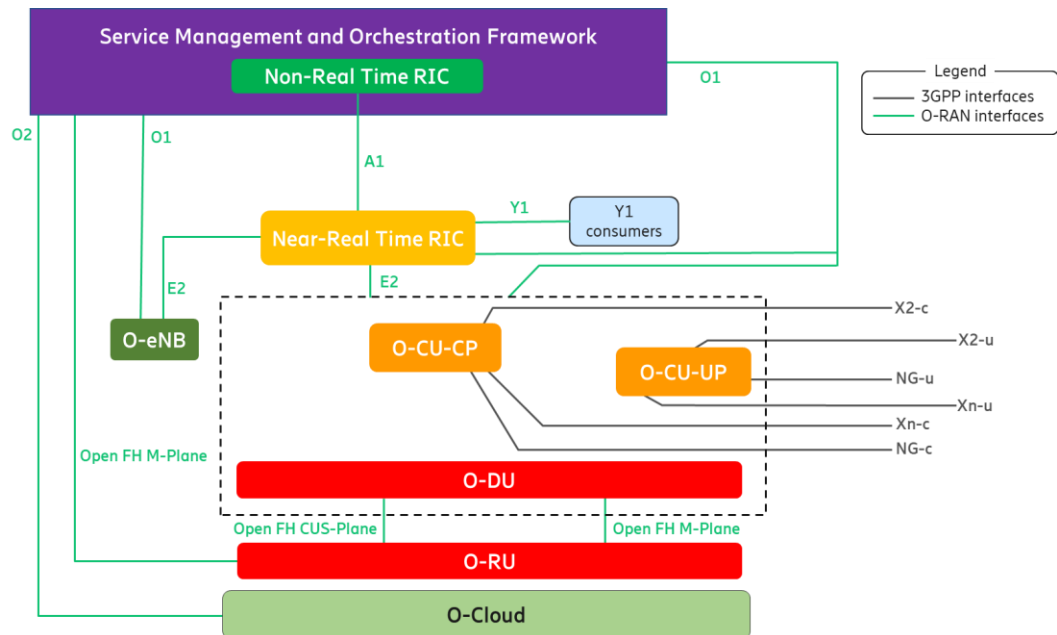 Service Management and Orchestration Framework
Non-Real Time RIC
O1
Legend
3GPP interfaces
O-RAN interfaces
O2
O1
A1
Y1
Y1
consumers
Near-Real Time RIC
E2
E2
O-eNB
O-CU-CP
O-CU-UP
X2-c
X2-u
NG-u
Xn-u
Xn-c
NG-c
Open FH M-Plane
O-DU
Open FH CUS-Plane
Open FH M-Plane
O-RU
O-Cloud